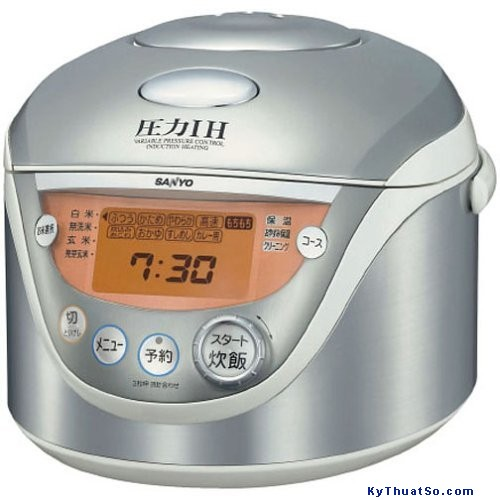 圧力IH
VARIABLE PRESSURE CONTROL
INDUCTION HEATING
SANYO
白米 ふつう かため やわらか 高速 もちもち 保温
無洗米 炊込み おかゆ すしめし カレー用
玄米 クリーニング
発芽玄米
7:30
コース
切
とりけし
メニュー
予約
スタート
炊飯
KyThuatSo.com